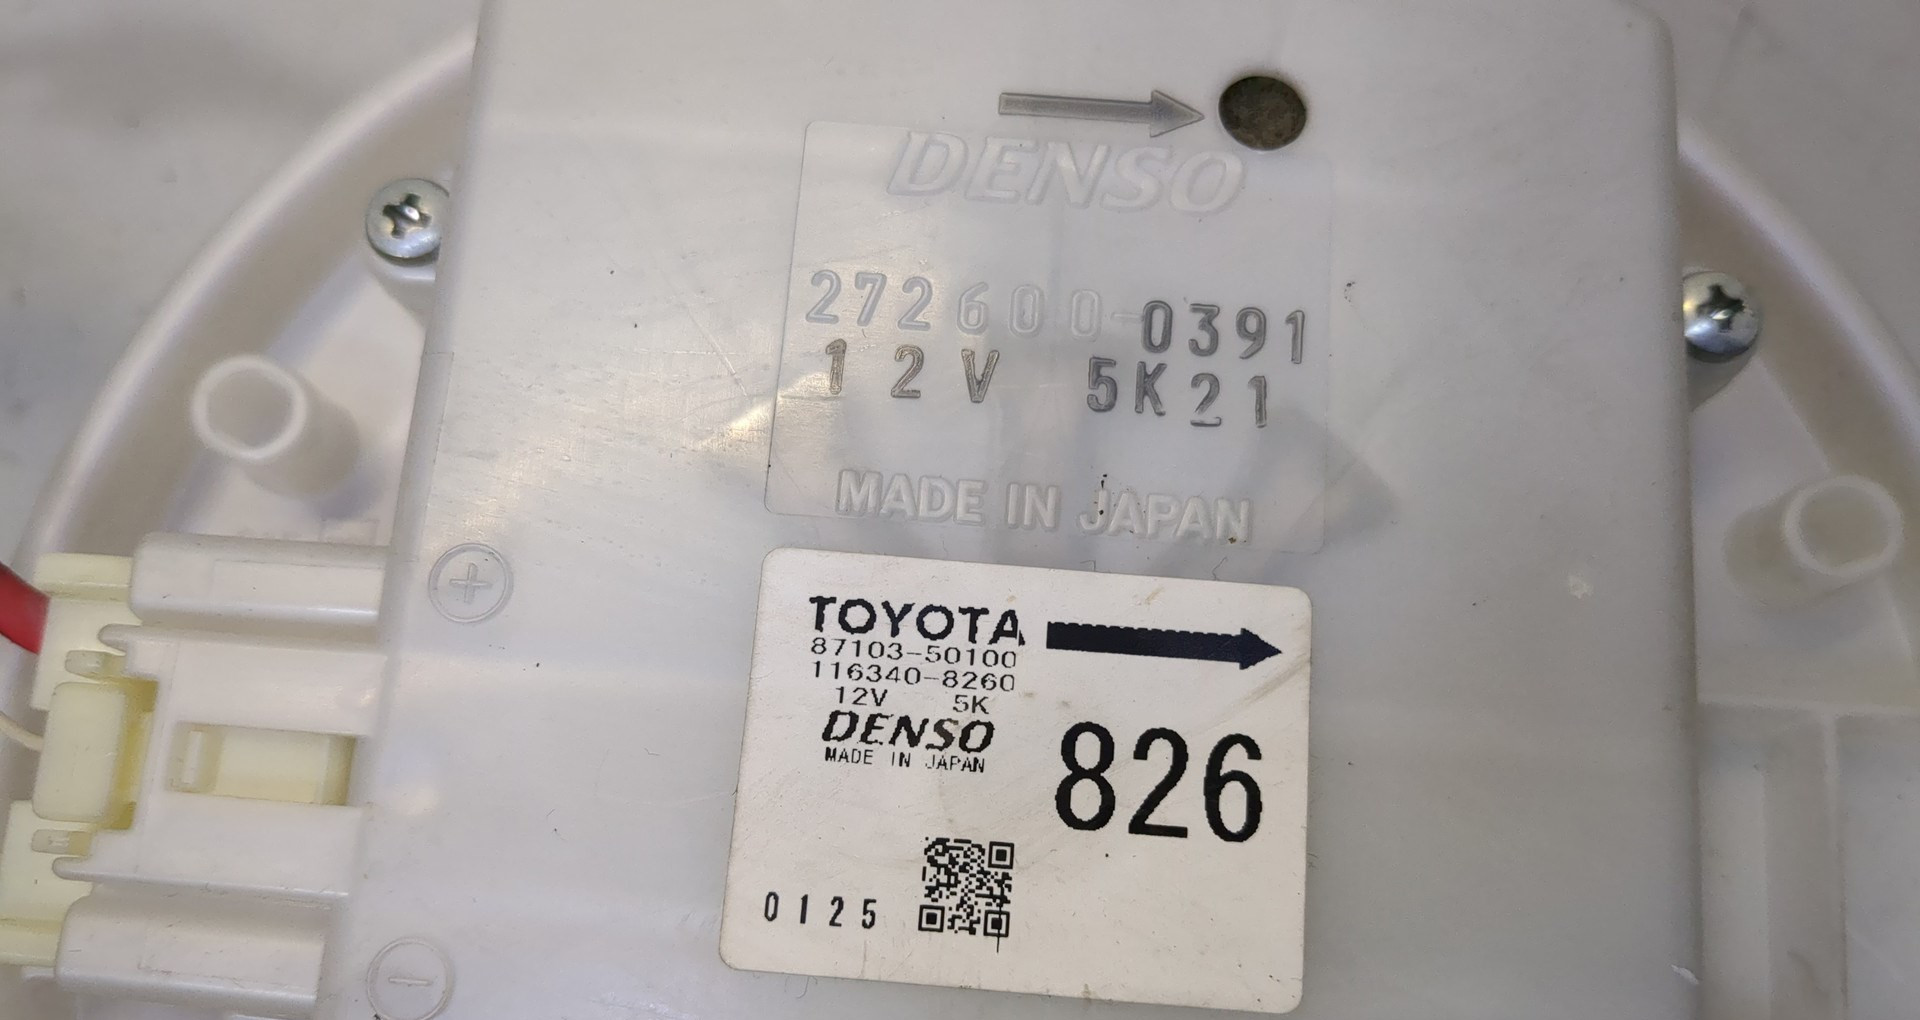 DENSO
272600-0391
12V 5K21
MADE IN JAPAN
TOYOTA
87103-50100
116340-8260
12V 5K
DENSO
MADE IN JAPAN
826
0125